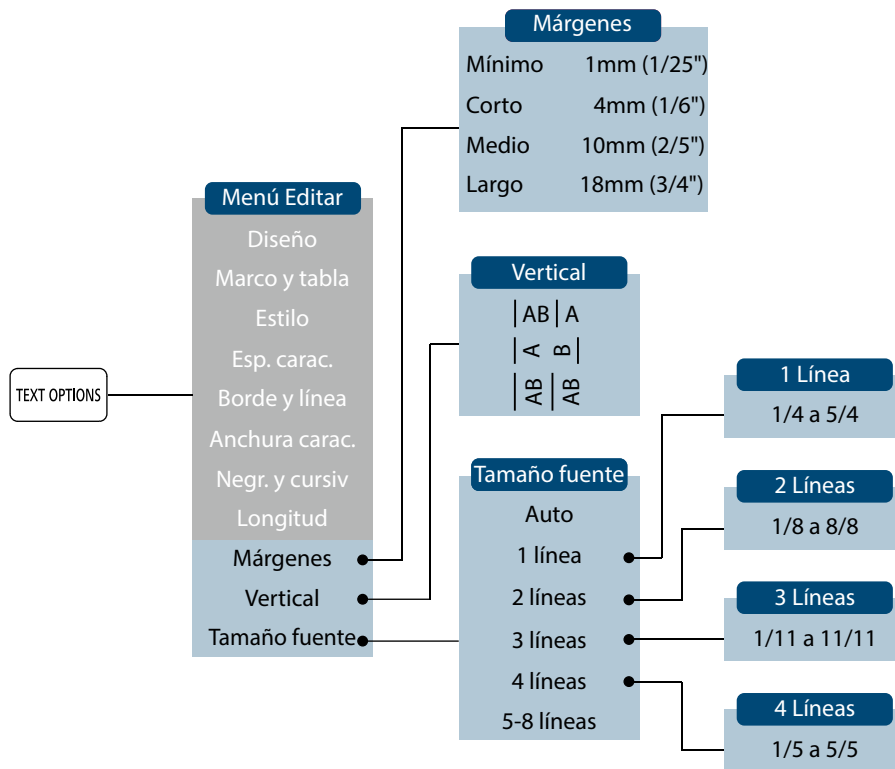 TEXT OPTIONS
Menú Editar
Diseño
Marco y tabla
Estilo
Esp. carac.
Borde y línea
Anchura carac.
Negr. y cursiv
Longitud
Márgenes
Vertical
Tamaño fuente
Márgenes
Mínimo 1mm (1/25")
Corto 4mm (1/6")
Medio 10mm (2/5")
Largo 18mm (3/4")
Vertical
|AB|A
|A B|
|AB|AB
Tamaño fuente
Auto
1 línea
2 líneas
3 líneas
4 líneas
5-8 líneas
1 Línea
1/4 a 5/4
2 Líneas
1/8 a 8/8
3 Líneas
1/11 a 11/11
4 Líneas
1/5 a 5/5